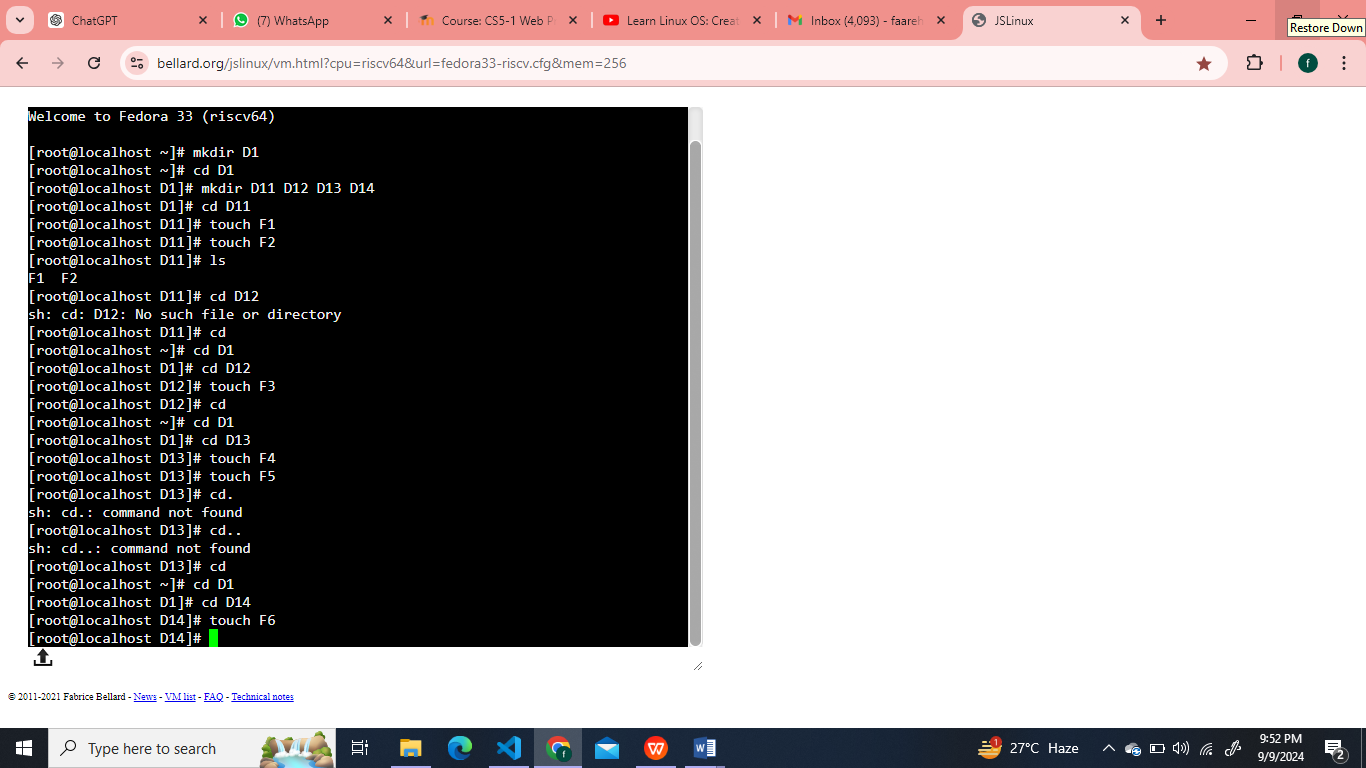 ChatGPT
(7) WhatsApp
Course: CS5-1 Web P
Learn Linux OS: Creat
Inbox (4,093) - faareh
JSLinux
Restore Down
bellard.org/jslinux/vm.html?cpu=riscv64&url=fedora33-riscv.cfg&mem=256
f
Welcome to Fedora 33 (riscv64)
[root@localhost ~]# mkdir D1
[root@localhost ~]# cd D1
[root@localhost D1]# mkdir D11 D12 D13 D14
[root@localhost D1]# cd D11
[root@localhost D11]# touch F1
[root@localhost D11]# touch F2
[root@localhost D11]# ls
F1  F2
[root@localhost D11]# cd D12
sh: cd: D12: No such file or directory
[root@localhost D11]# cd
[root@localhost ~]# cd D1
[root@localhost D1]# cd D12
[root@localhost D12]# touch F3
[root@localhost D12]# cd
[root@localhost ~]# cd D1
[root@localhost D1]# cd D13
[root@localhost D13]# touch F4
[root@localhost D13]# touch F5
[root@localhost D13]# cd.
sh: cd.: command not found
[root@localhost D13]# cd..
sh: cd..: command not found
[root@localhost D13]# cd
[root@localhost ~]# cd D1
[root@localhost D1]# cd D14
[root@localhost D14]# touch F6
[root@localhost D14]#
© 2011-2021 Fabrice Bellard - News - VM list - FAQ - Technical notes
Type here to search
27°C Haze
9:52 PM
9/9/2024
2